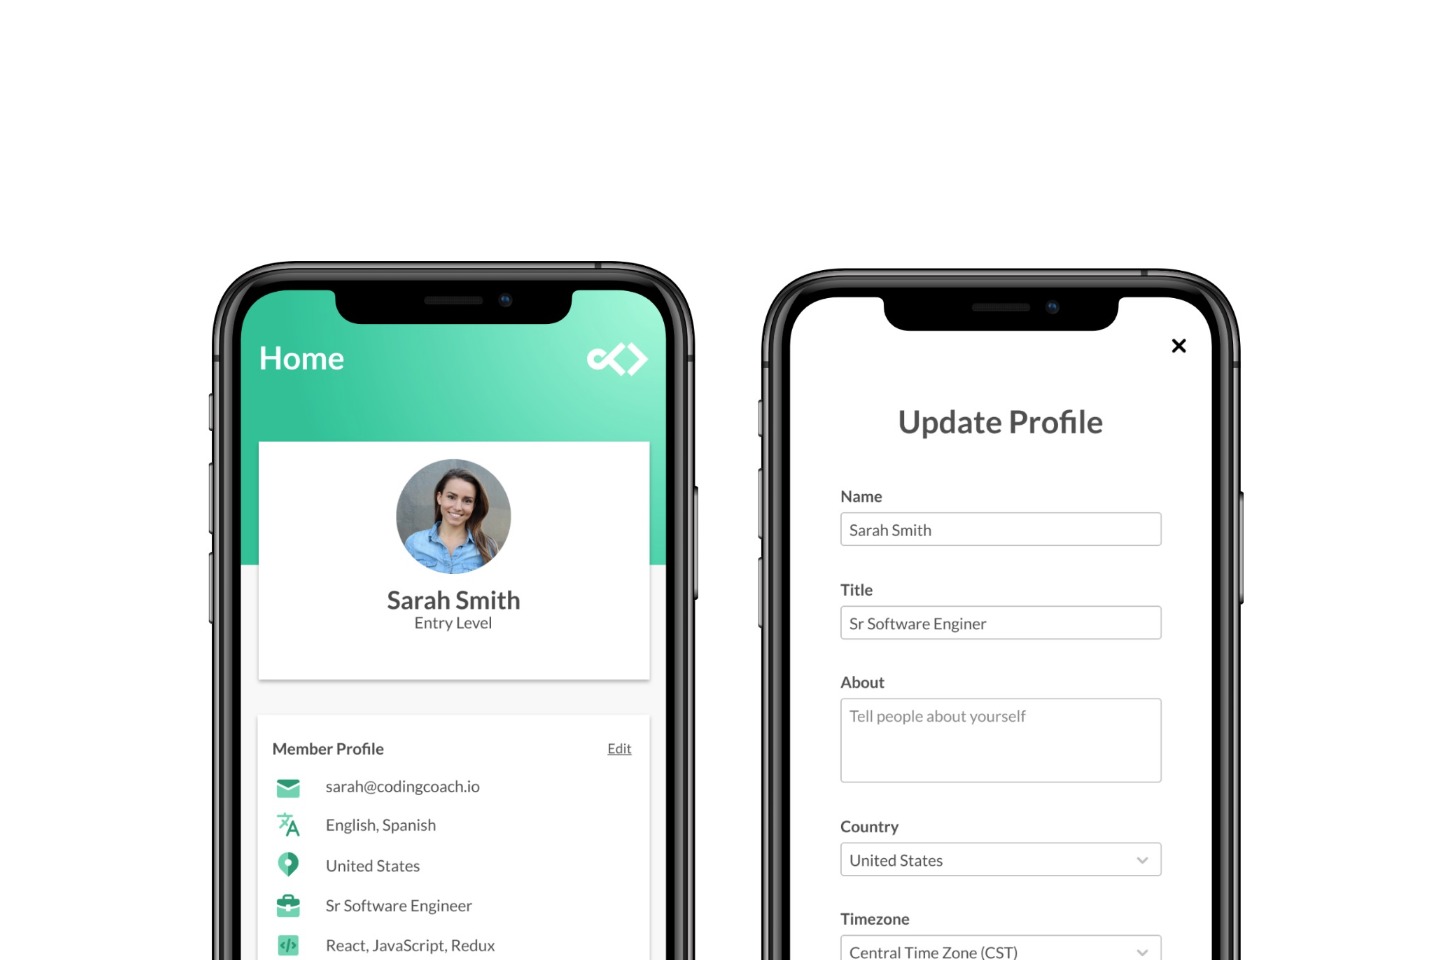 Home
Sarah Smith
Entry Level
Member Profile
Edit
sarah@codingcoach.io
English, Spanish
United States
Sr Software Engineer
React, JavaScript, Redux
Update Profile
Name
Sarah Smith
Title
Sr Software Enginer
About
Tell people about yourself
Country
United States
Timezone
Central Time Zone (CST)